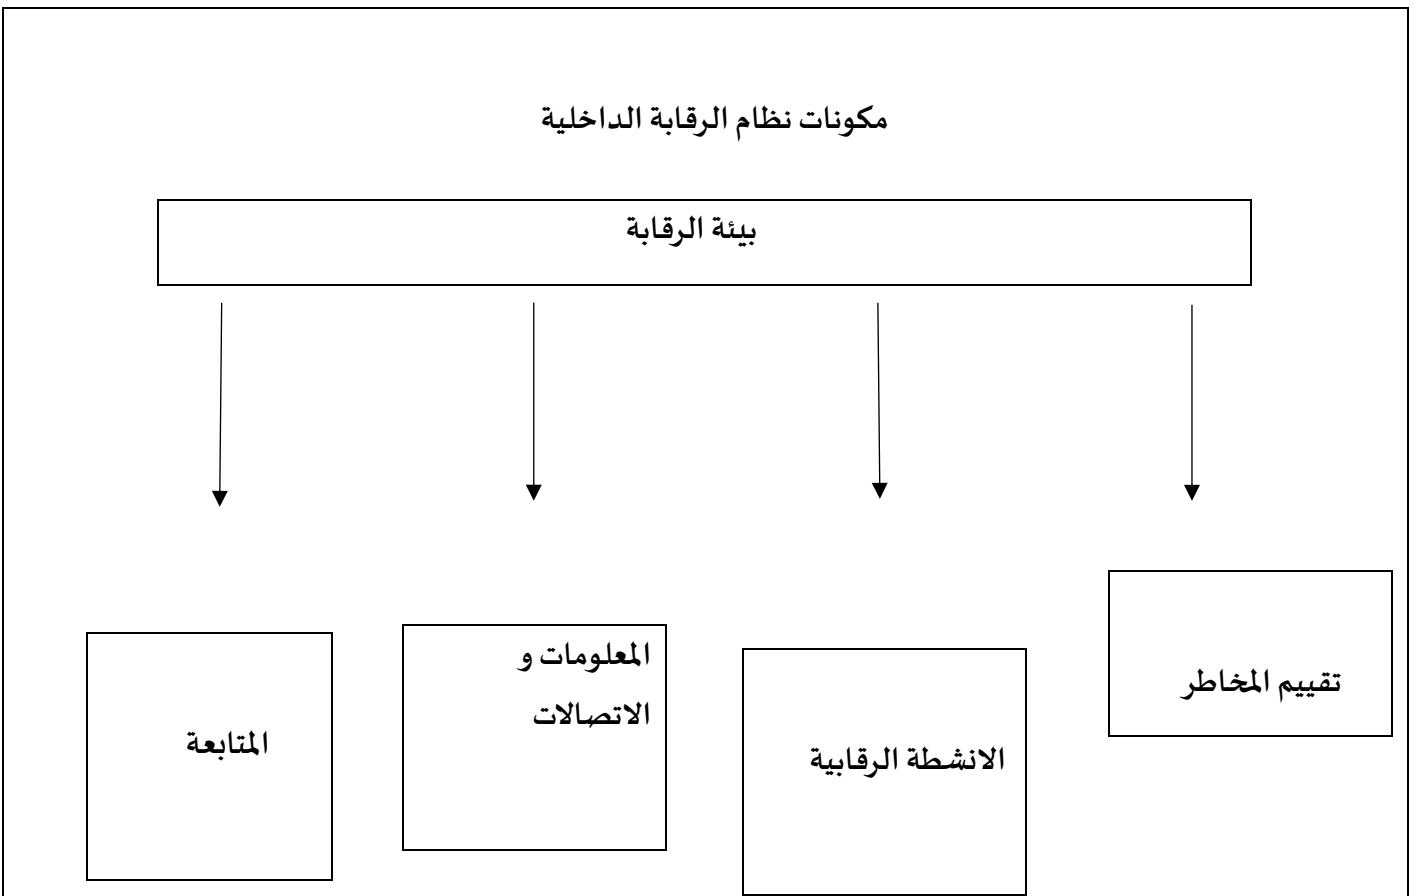 مكونات نظام الرقابة الداخلية
بيئة الرقابة
تقييم المخاطر
الانشطة الرقابية
المعلومات و
الاتصالات
المتابعة